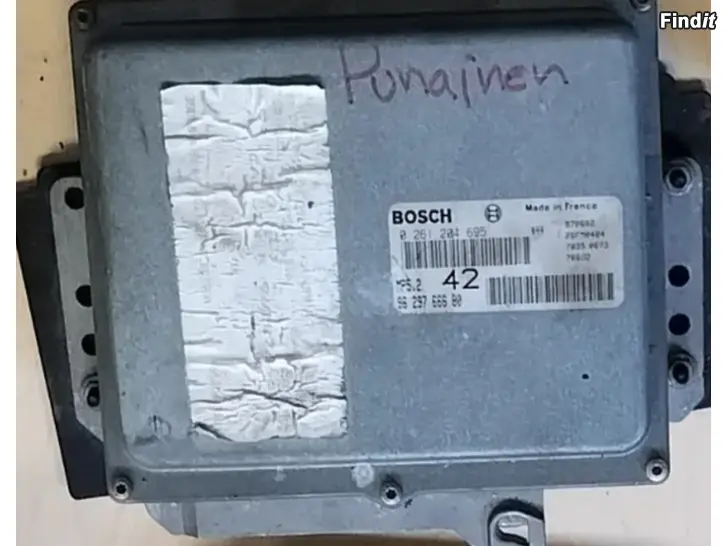 Findit
Punainen
Made in France
BOSCH
0 261 204 695
MP5.2 42
96 297 666 80